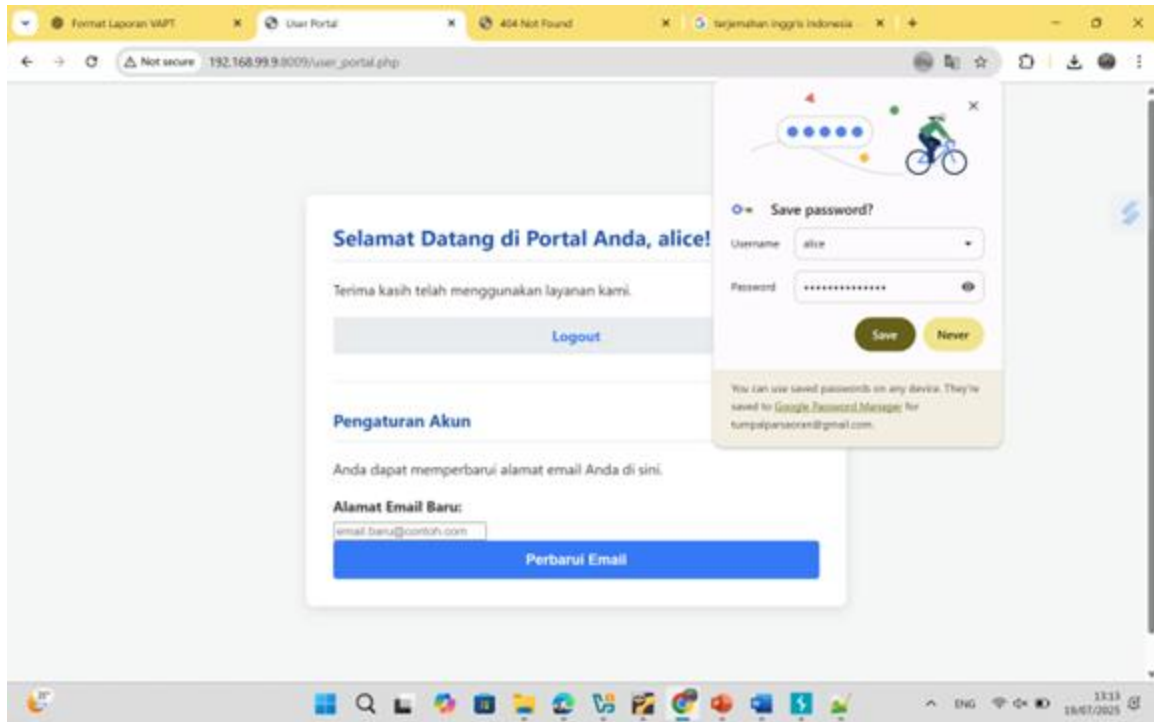 Format Laporan VAPT
User Portal
404 Not Found
terjemahan inggris indonesia
Not secure
192.168.99.9:8009/user_portal.php
Save password?
Username
alice
Password
Save
Never
You can use saved passwords on any device. They're
saved to Google Password Manager for
tumpalparsaoran@gmail.com.
Selamat Datang di Portal Anda, alice!
Terima kasih telah menggunakan layanan kami.
Logout
Pengaturan Akun
Anda dapat memperbarui alamat email Anda di sini.
Alamat Email Baru:
email.baru@contoh.com
Perbarui Email
ENG
13:13
19/07/2025